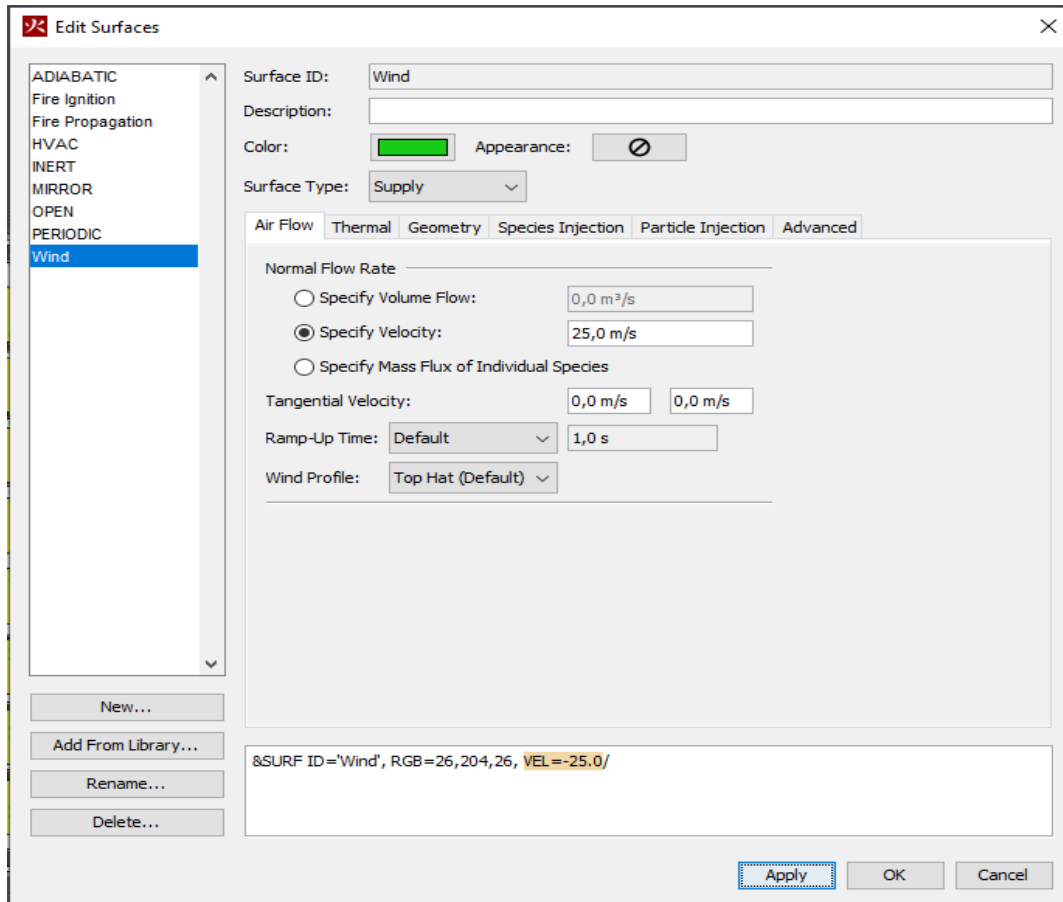 Edit Surfaces
ADIABATIC
Fire Ignition
Fire Propagation
HVAC
INERT
MIRROR
OPEN
PERIODIC
Wind
New...
Add From Library...
Rename...
Delete...
Surface ID: Wind
Description:
Color: Appearance:
Surface Type: Supply
Air Flow Thermal Geometry Species Injection Particle Injection Advanced
Normal Flow Rate
Specify Volume Flow: 0,0 m³/s
Specify Velocity: 25,0 m/s
Specify Mass Flux of Individual Species
Tangential Velocity: 0,0 m/s 0,0 m/s
Ramp-Up Time: Default 1,0 s
Wind Profile: Top Hat (Default)
&SURF ID='Wind', RGB=26,204,26, VEL=-25.0/
Apply OK Cancel